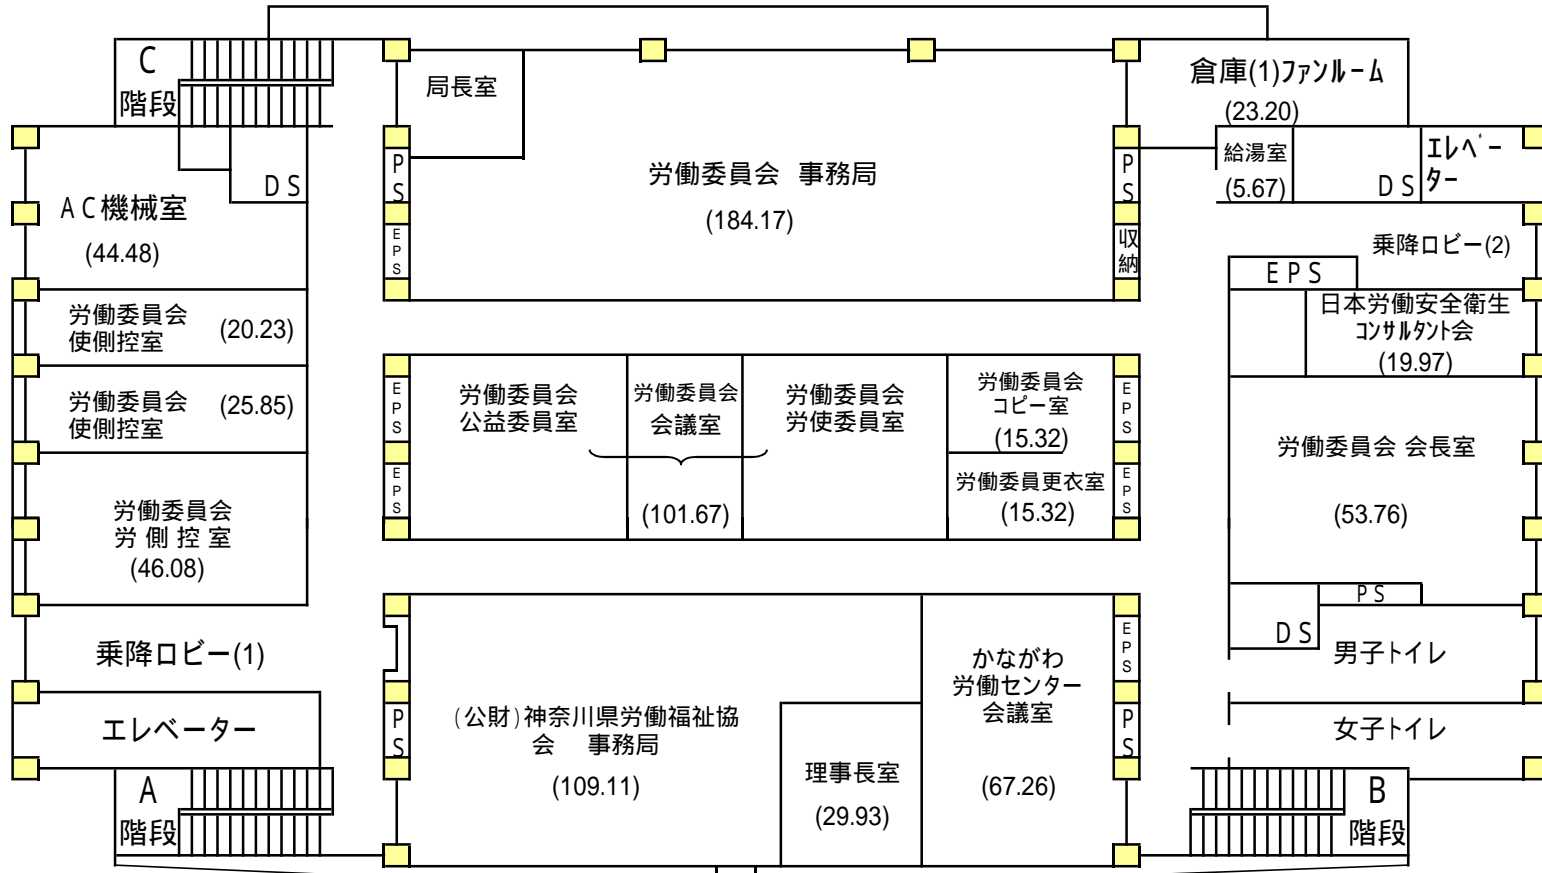 C
階段
局長室
倉庫(1)ファンルーム
(23.20)
PS
労働委員会 事務局
(184.17)
PS
給湯室
(5.67)
DS
エレベー
ター
DS
AC機械室
(44.48)
EPS
収納
乗降ロビー(2)
EPS
労働委員会
使側控室
(20.23)
日本労働安全衛生
コンサルタント会
(19.97)
労働委員会
使側控室
(25.85)
EPS
労働委員会
公益委員室
労働委員会
会議室
労働委員会
労使委員室
(101.67)
労働委員会
コピー室
(15.32)
EPS
労働委員会 会長室
(53.76)
EPS
労働委員更衣室
(15.32)
EPS
労働委員会
労側控室
(46.08)
PS
DS
男子トイレ
乗降ロビー(1)
EPS
かながわ
労働センター
会議室
(67.26)
エレベーター
(公財)神奈川県労働福祉協
会 事務局
(109.11)
PS
PS
女子トイレ
理事長室
(29.93)
A
階段
B
階段